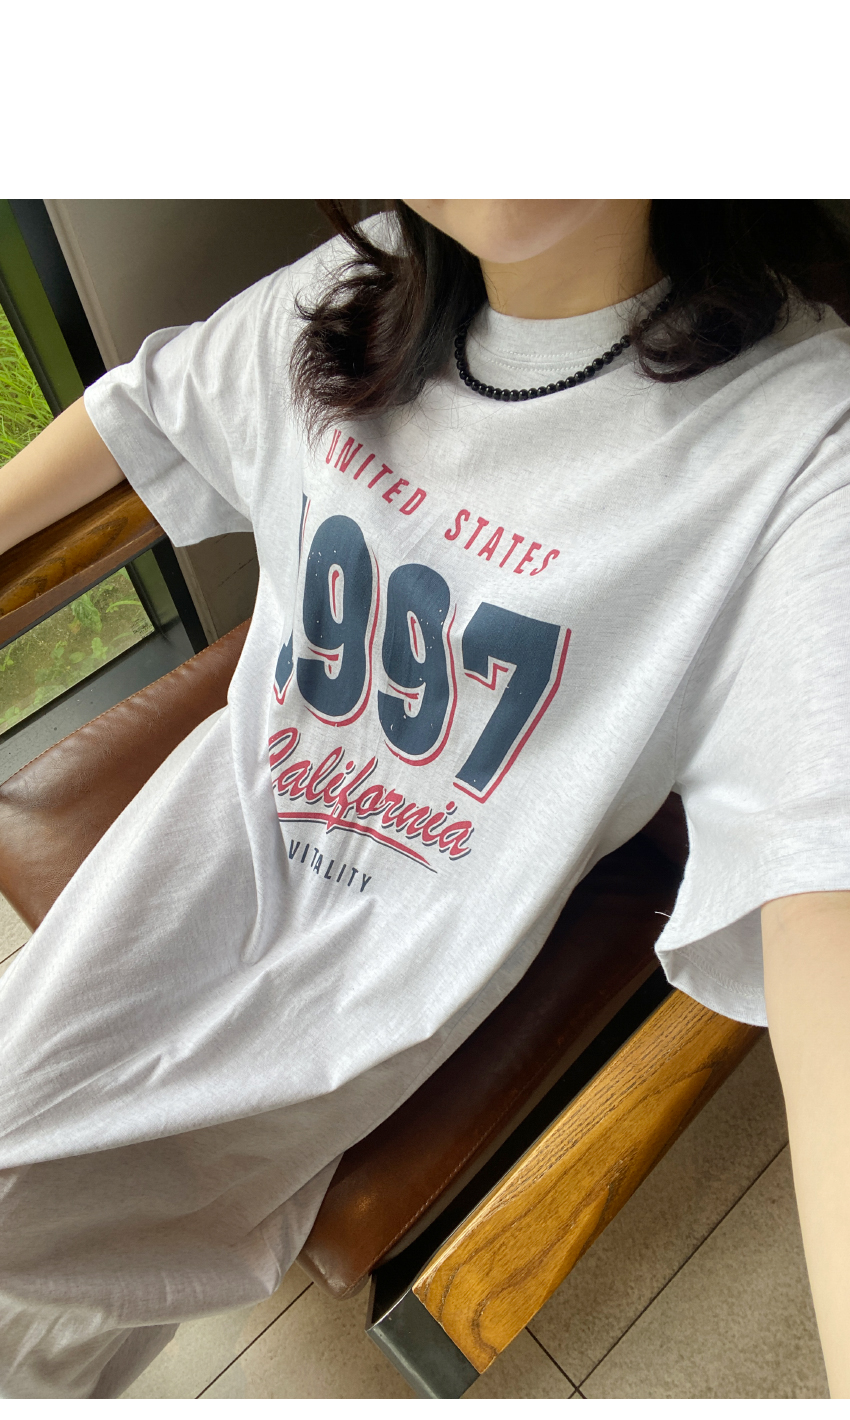 UNITED STATES
1997
California
VITALITY